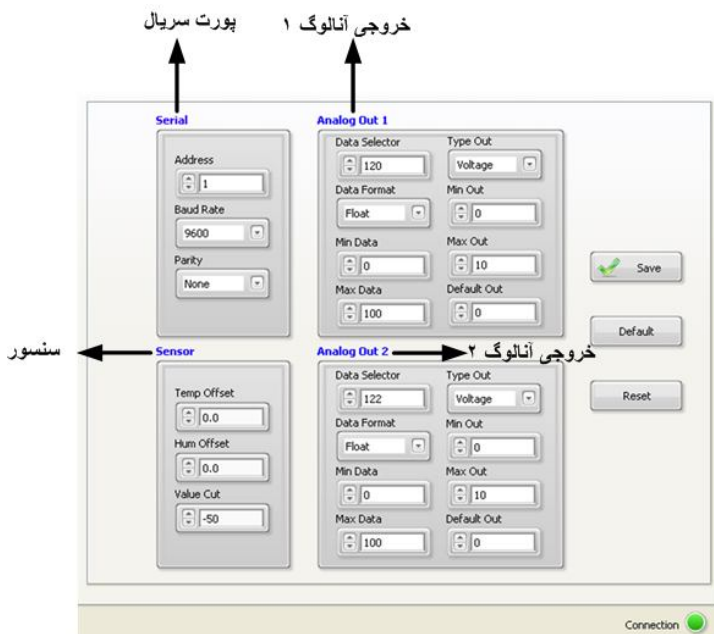 پورت سریال
خروجی آنالوگ ۱
Serial
Address
1
Baud Rate
9600
Parity
None
Analog Out 1
Data Selector
Type Out
120
Voltage
Data Format
Min Out
Float
0
Min Data
Max Out
0
10
Max Data
Default Out
100
0
Save
Default
Reset
سنسور
Sensor
Temp Offset
0.0
Hum Offset
0.0
Value Cut
-50
Analog Out 2
خروجی آنالوگ ۲
Data Selector
Type Out
122
Voltage
Data Format
Min Out
Float
0
Min Data
Max Out
0
10
Max Data
Default Out
100
0
Connection